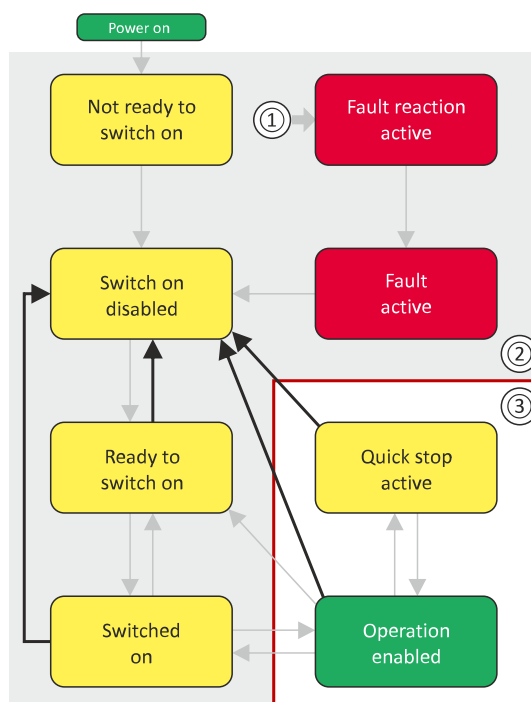 Power on
Not ready to
switch on
①
Fault reaction
active
Switch on
disabled
Fault
active
②
③
Ready to
switch on
Quick stop
active
Switched
on
Operation
enabled